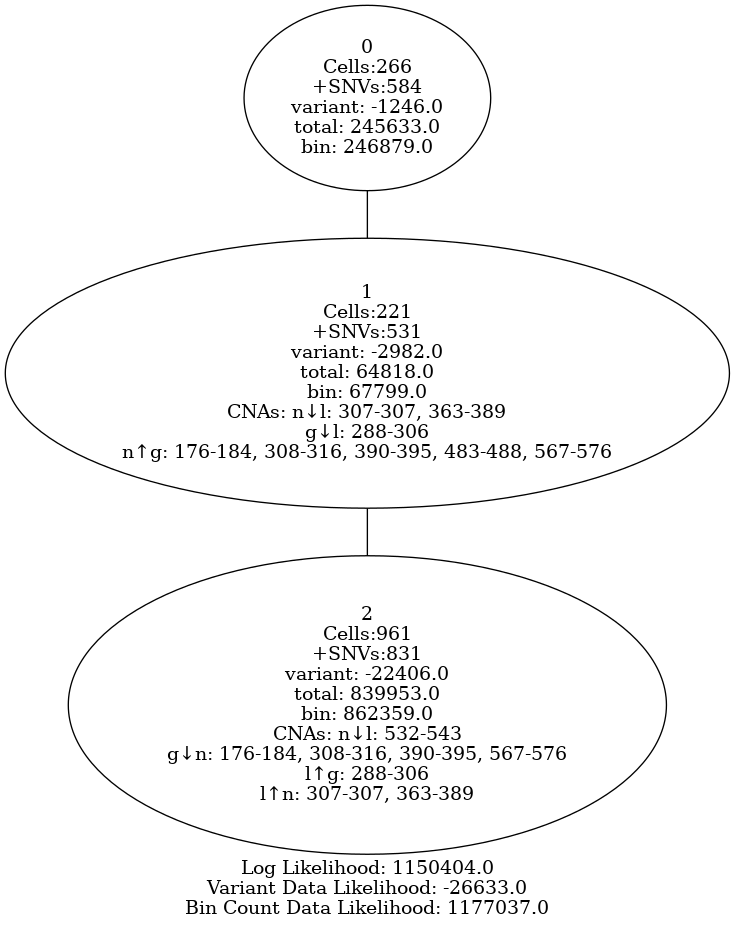 0
Cells:266
+SNVs:584
variant: -1246.0
total: 245633.0
bin: 246879.0
1
Cells:221
+SNVs:531
variant: -2982.0
total: 64818.0
bin: 67799.0
CNAs: n↓l: 307-307, 363-389
g↓l: 288-306
n↑g: 176-184, 308-316, 390-395, 483-488, 567-576
2
Cells:961
+SNVs:831
variant: -22406.0
total: 839953.0
bin: 862359.0
CNAs: n↓l: 532-543
g↓n: 176-184, 308-316, 390-395, 567-576
l↑g: 288-306
l↑n: 307-307, 363-389
Log Likelihood: 1150404.0
Variant Data Likelihood: -26633.0
Bin Count Data Likelihood: 1177037.0